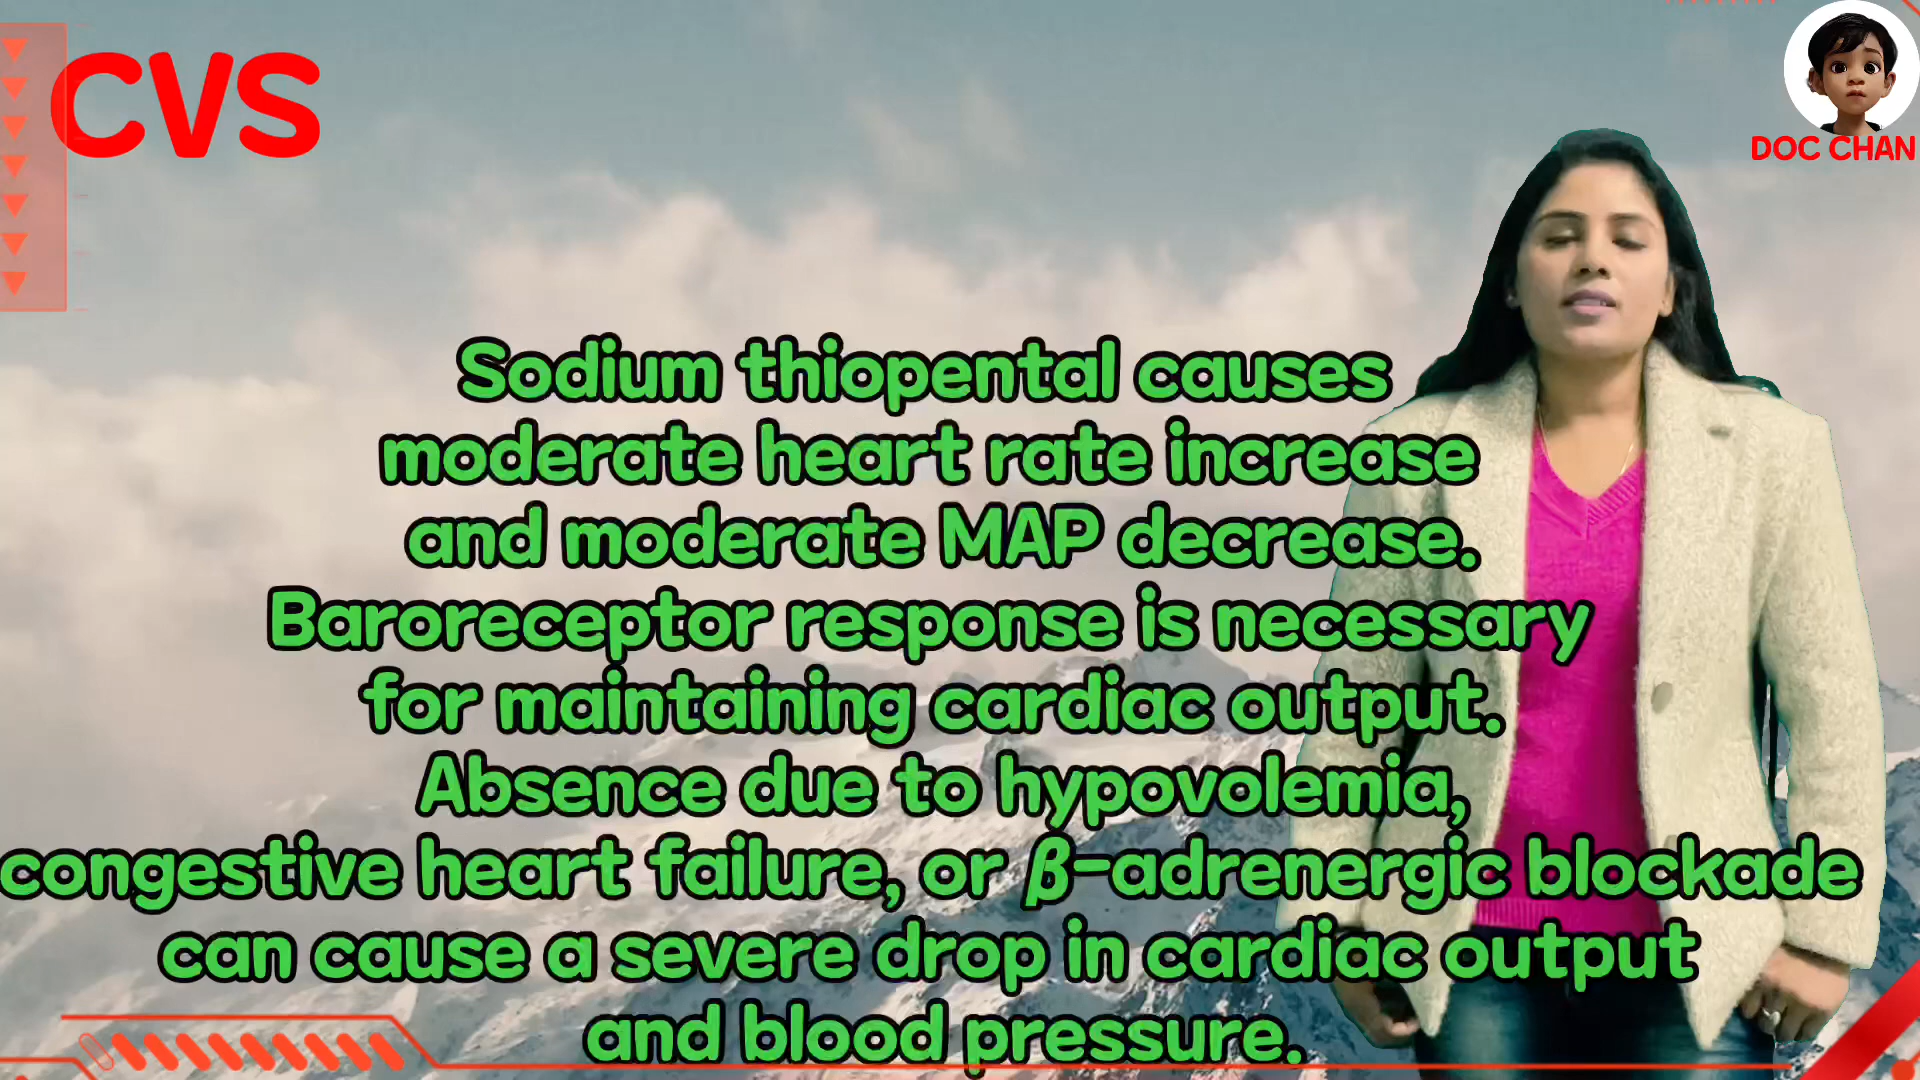 CVS
DOC CHAN
Sodium thiopental causes
moderate heart rate increase
and moderate MAP decrease.
Baroreceptor response is necessary
for maintaining cardiac output.
Absence due to hypovolemia,
congestive heart failure, or β-adrenergic blockade
can cause a severe drop in cardiac output
and blood pressure.